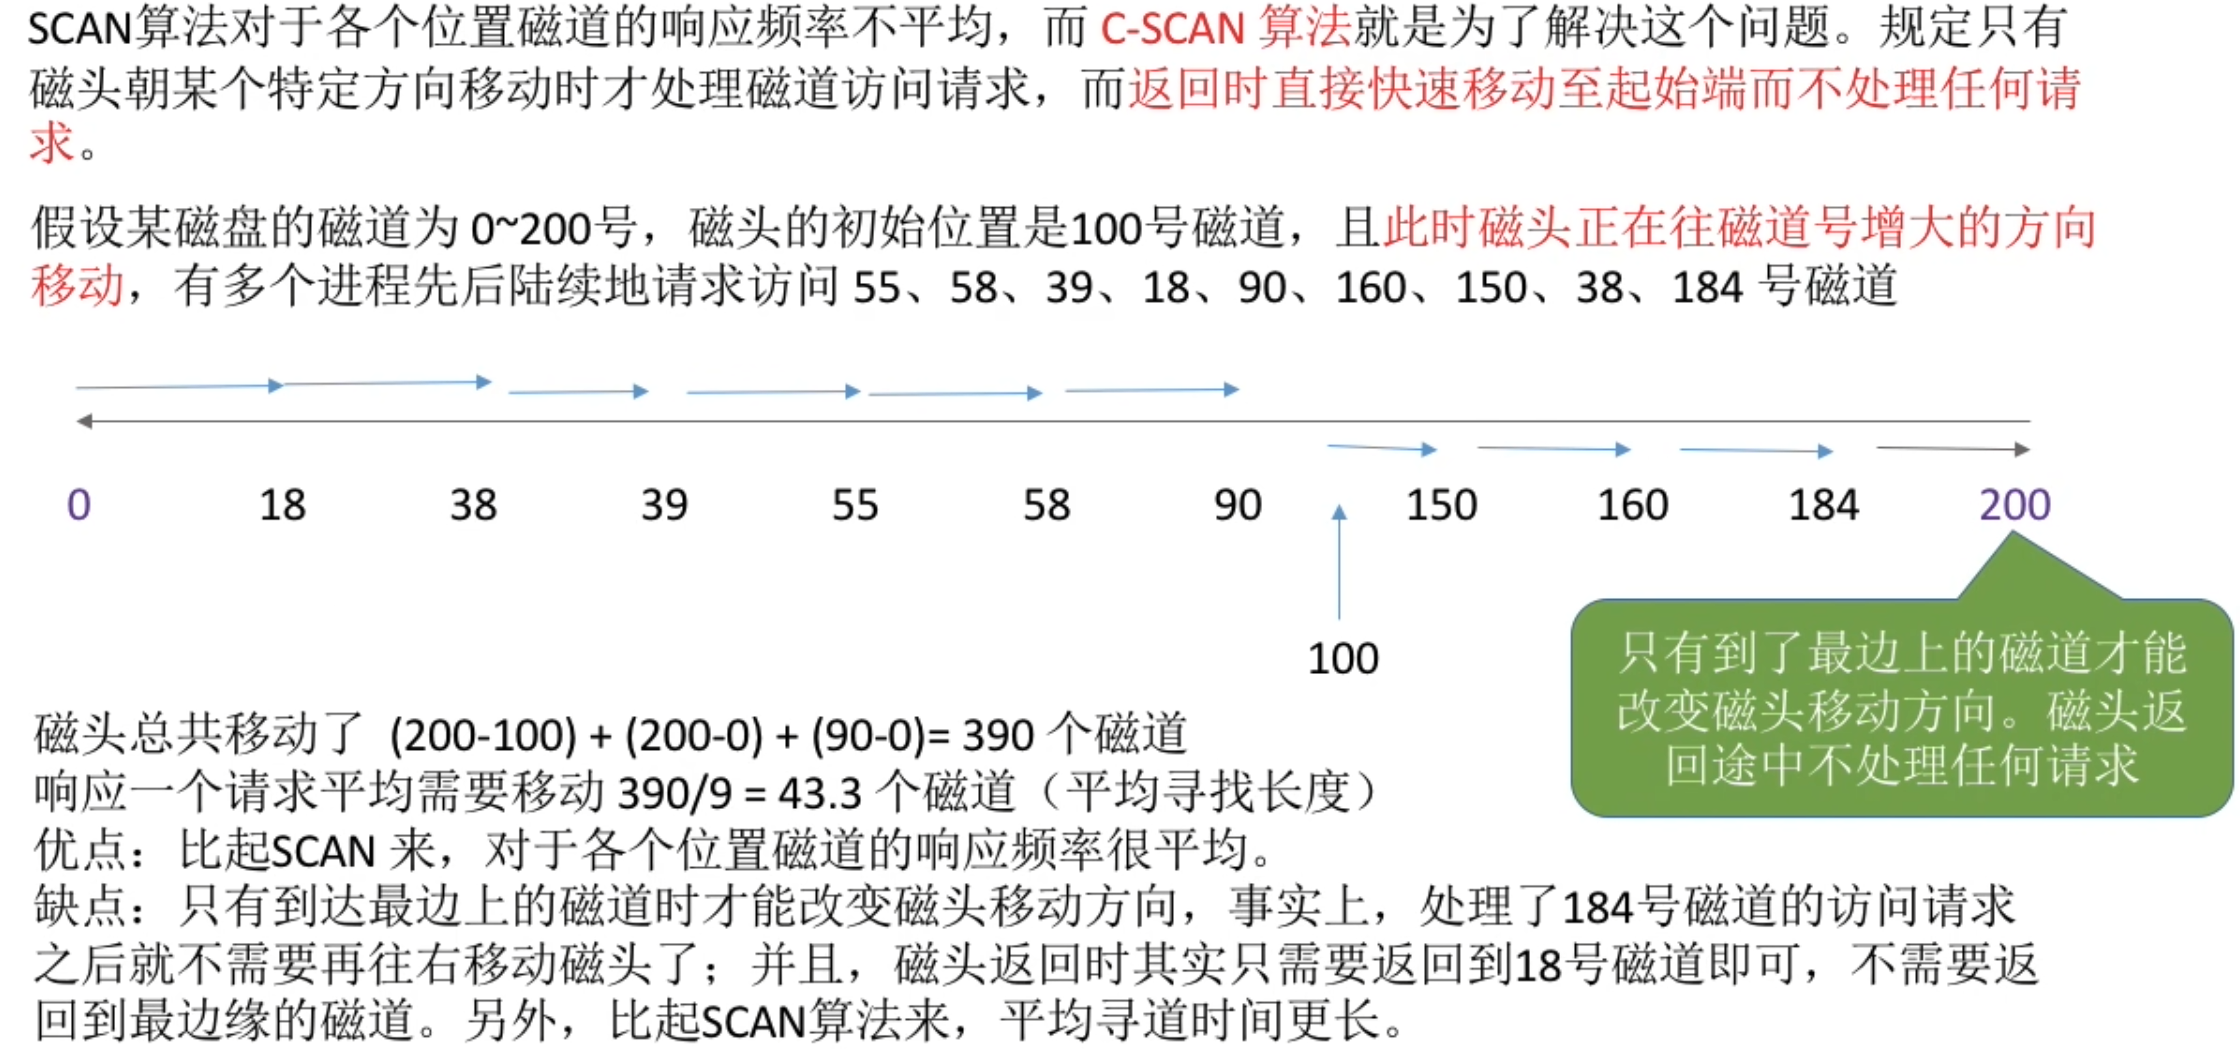 SCAN算法对于各个位置磁道的响应频率不平均，而 C-SCAN 算法就是为了解决这个问题。规定只有
磁头朝某个特定方向移动时才处理磁道访问请求，而返回时直接快速移动至起始端而不处理任何请
求。
假设某磁盘的磁道为 0~200号，磁头的初始位置是100号磁道，且此时磁头正在往磁道号增大的方向
移动，有多个进程先后陆续地请求访问 55、58、39、18、90、160、150、38、184 号磁道
0 18 38 39 55 58 90 150 160 184 200
100
只有到了最边上的磁道才能
改变磁头移动方向。磁头返
回途中不处理任何请求
磁头总共移动了 (200-100) + (200-0) + (90-0)= 390 个磁道
响应一个请求平均需要移动 390/9 = 43.3 个磁道（平均寻找长度）
优点：比起SCAN 来，对于各个位置磁道的响应频率很平均。
缺点：只有到达最边上的磁道时才能改变磁头移动方向，事实上，处理了184号磁道的访问请求
之后就不需要再往右移动磁头了；并且，磁头返回时其实只需要返回到18号磁道即可，不需要返
回到最边缘的磁道。另外，比起SCAN算法来，平均寻道时间更长。